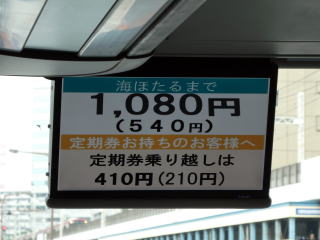 海ほたるまで
1,080円
(540円)
定期券お持ちのお客様へ
定期券乗り越しは
410円(210円)